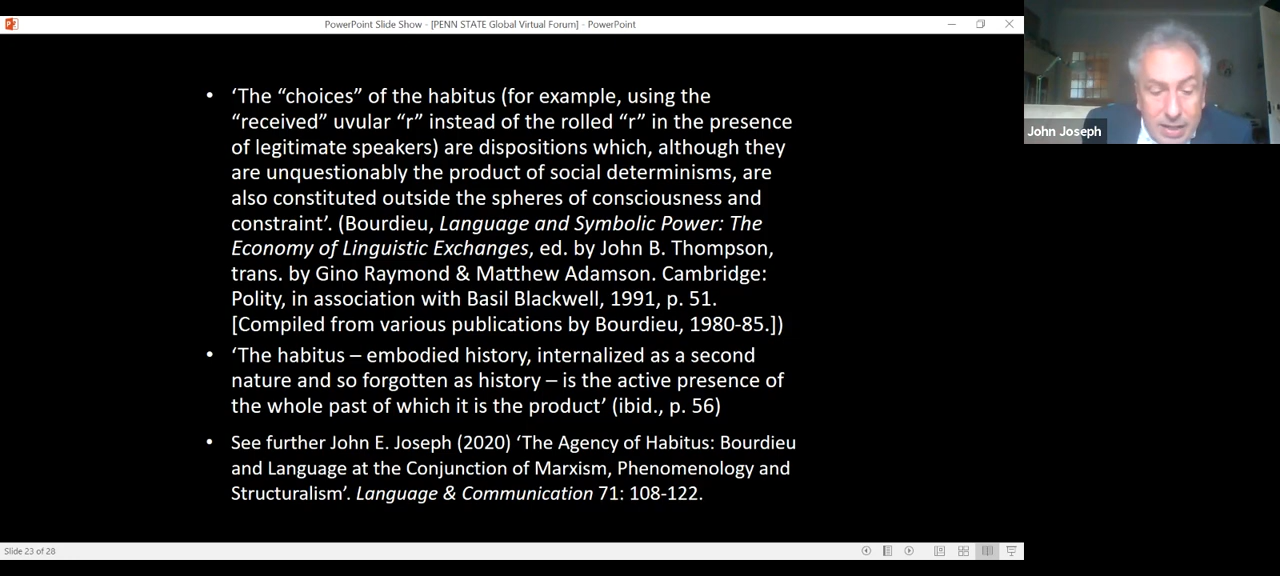 PowerPoint Slide Show - [PENN STATE Global Virtual Forum] - PowerPoint
• ‘The “choices” of the habitus (for example, using the
“received” uvular “r” instead of the rolled “r” in the presence
of legitimate speakers) are dispositions which, although they
are unquestionably the product of social determinisms, are
also constituted outside the spheres of consciousness and
constraint’. (Bourdieu, Language and Symbolic Power: The
Economy of Linguistic Exchanges, ed. by John B. Thompson,
trans. by Gino Raymond & Matthew Adamson. Cambridge:
Polity, in association with Basil Blackwell, 1991, p. 51.
[Compiled from various publications by Bourdieu, 1980-85.])
• ‘The habitus – embodied history, internalized as a second
nature and so forgotten as history – is the active presence of
the whole past of which it is the product’ (ibid., p. 56)
• See further John E. Joseph (2020) ‘The Agency of Habitus: Bourdieu
and Language at the Conjunction of Marxism, Phenomenology and
Structuralism’. Language & Communication 71: 108-122.
Slide 23 of 28
John Joseph